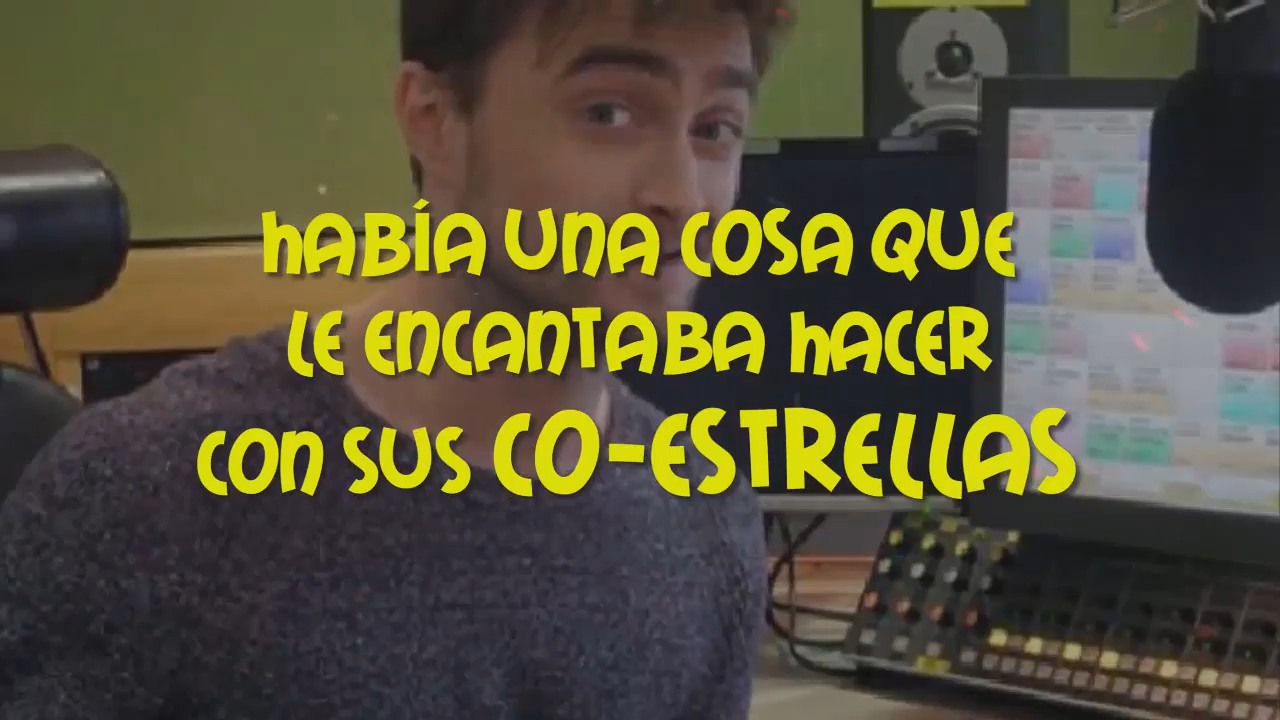 había una cosa que
le encantaba hacer
con sus CO-ESTRELLAS